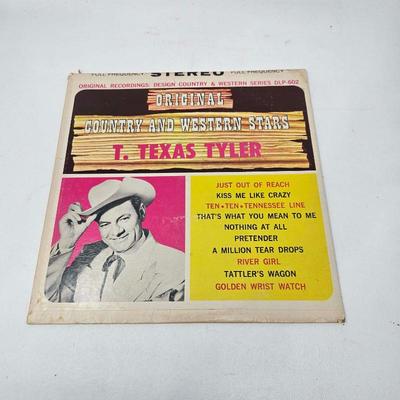 FULL FREQUENCY STEREO FULL FREQUENCY
ORIGINAL RECORDINGS: DESIGN COUNTRY & WESTERN SERIES DLP-602
ORIGINAL
COUNTRY AND WESTERN STARS
T. TEXAS TYLER
JUST OUT OF REACH
KISS ME LIKE CRAZY
TEN • TEN • TENNESSEE LINE
THAT'S WHAT YOU MEAN TO ME
NOTHING AT ALL
PRETENDER
A MILLION TEAR DROPS
RIVER GIRL
TATTLER'S WAGON
GOLDEN WRIST WATCH